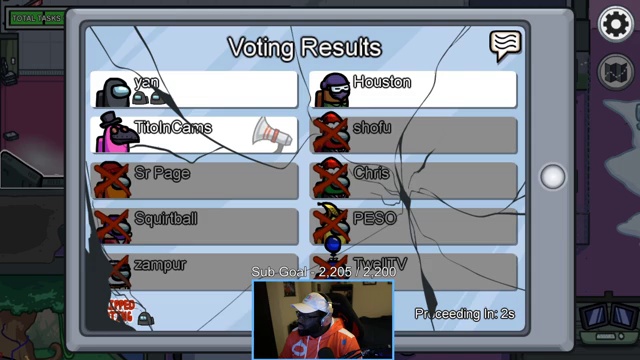 TOTAL TASKS
Voting Results
yan
Houston
TitoInCams
shofu
Sr Page
Chris
Squirtball
PESO
zampur
TwellTV
Sub-Goal - 2,205 / 2,200
Proceeding In: 2s